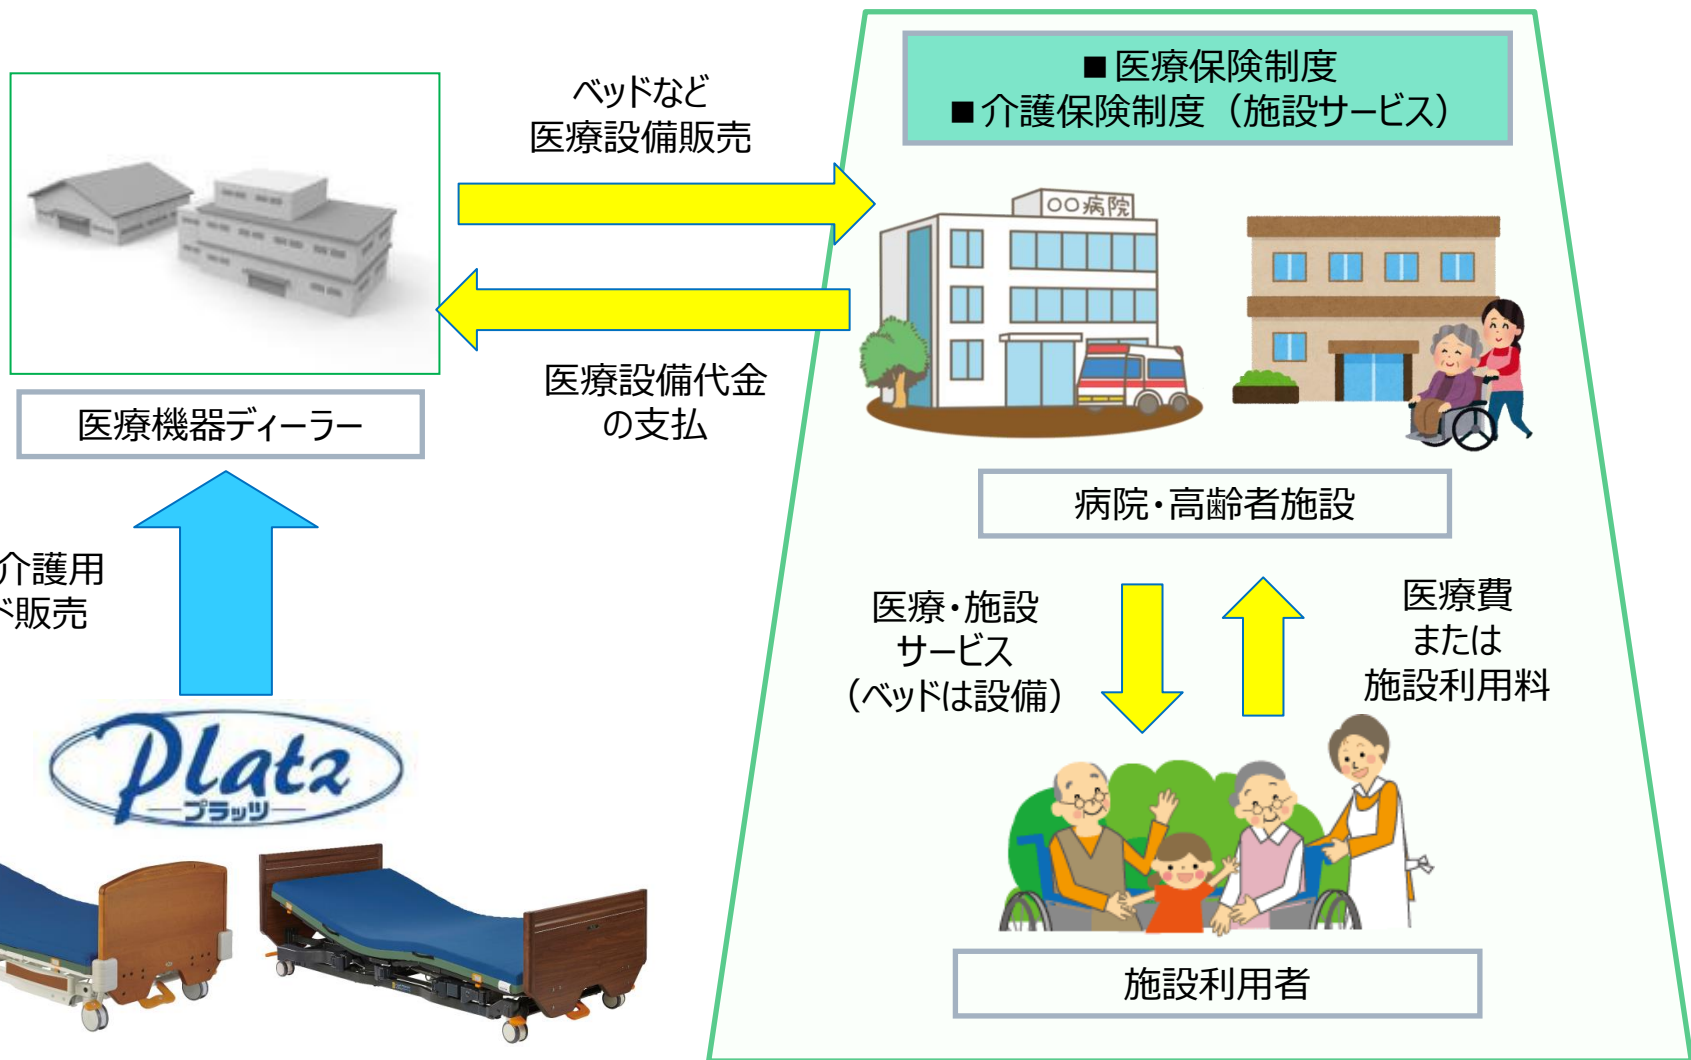 ■医療保険制度
■介護保険制度（施設サービス）
ベッドなど
医療設備販売
○○病院
医療設備代金
の支払
医療機器ディーラー
病院・高齢者施設
介護用
ド販売
医療・施設
サービス
（ベッドは設備）
医療費
または
施設利用料
Platz
プラッツ
施設利用者